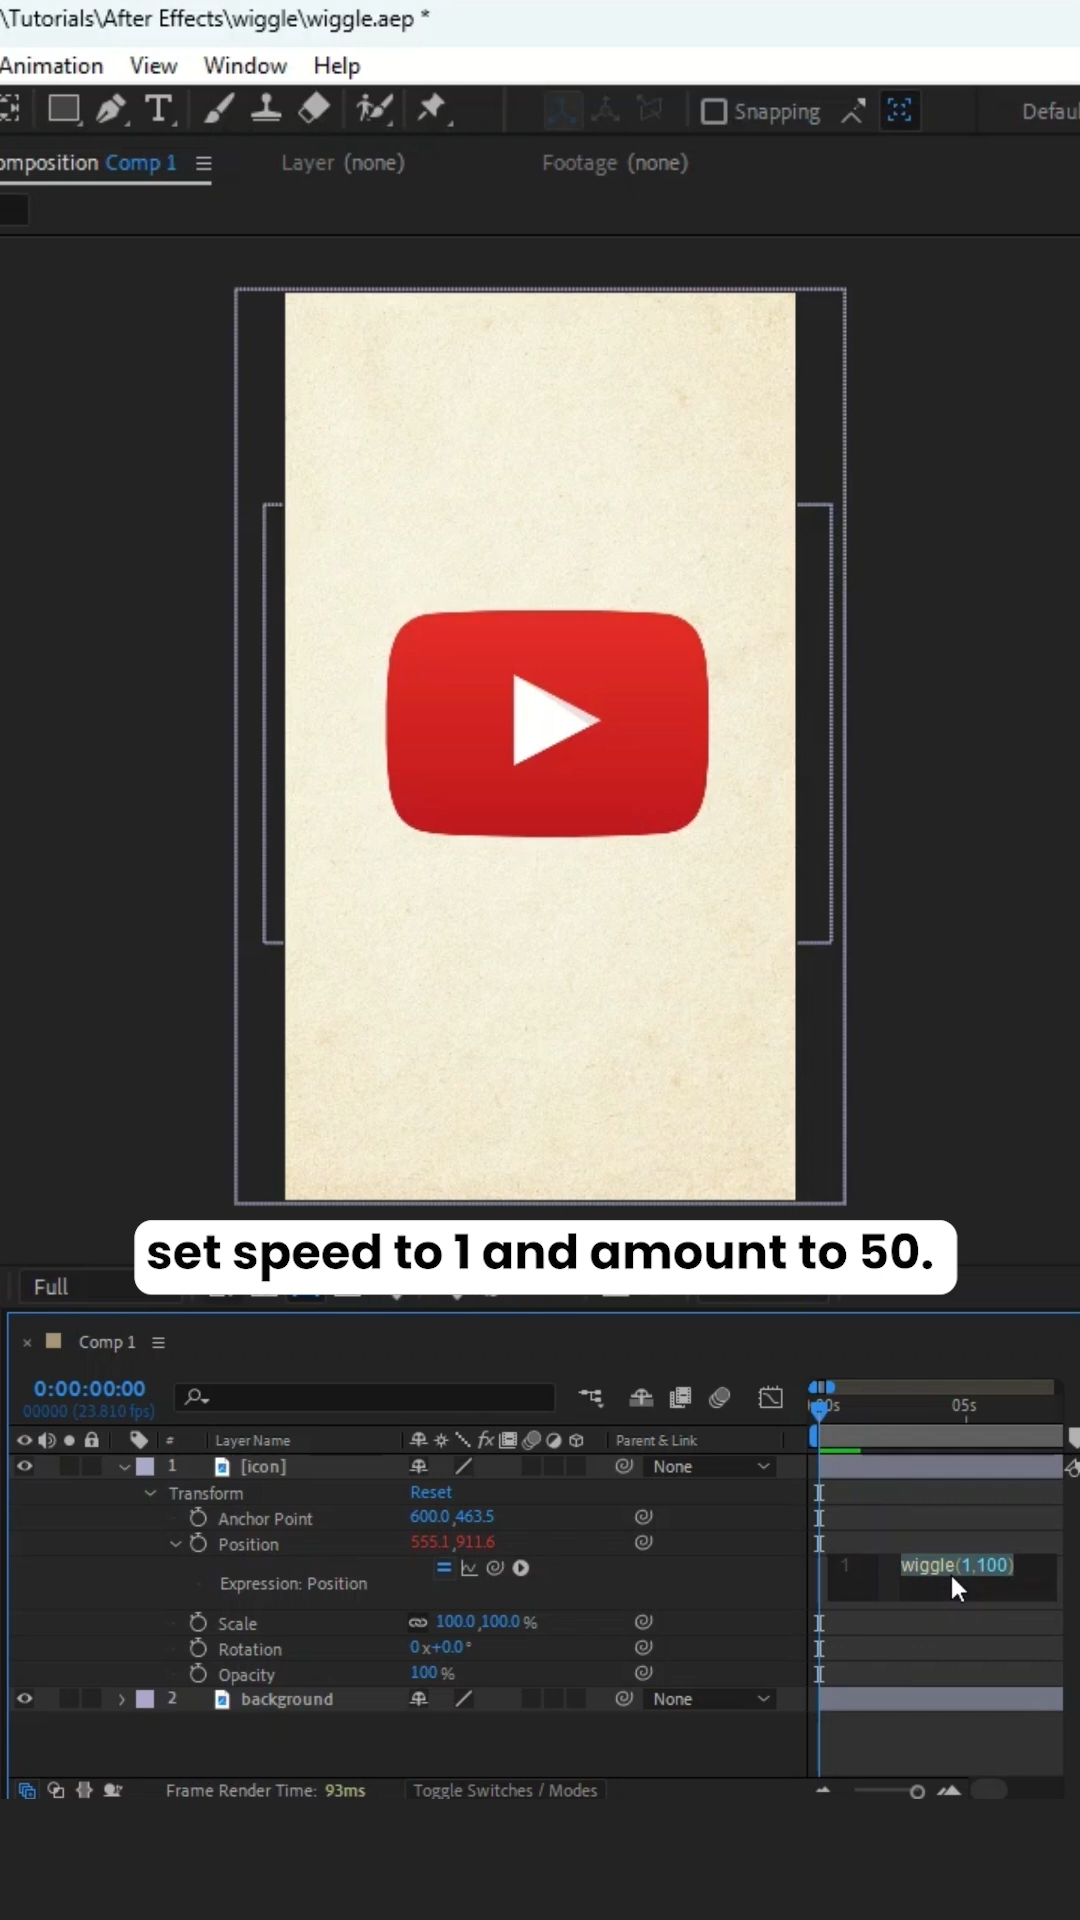 \Tutorials\After Effects\wiggle\wiggle.aep *
Animation View Window Help
T Snapping
Composition Comp 1 Layer (none) Footage (none)
set speed to 1 and amount to 50.
Full
× Comp 1
0:00:00:00
00000 (23.810 fps)
05s
# Layer Name fx Parent & Link
1 [icon] None
Transform Reset
Anchor Point 600.0,463.5
Position 555.1,911.6
1 wiggle(1,100)
Expression: Position
Scale 100.0,100.0 %
Rotation 0x+0.0°
Opacity 100 %
2 background None
Frame Render Time: 93ms Toggle Switches / Modes